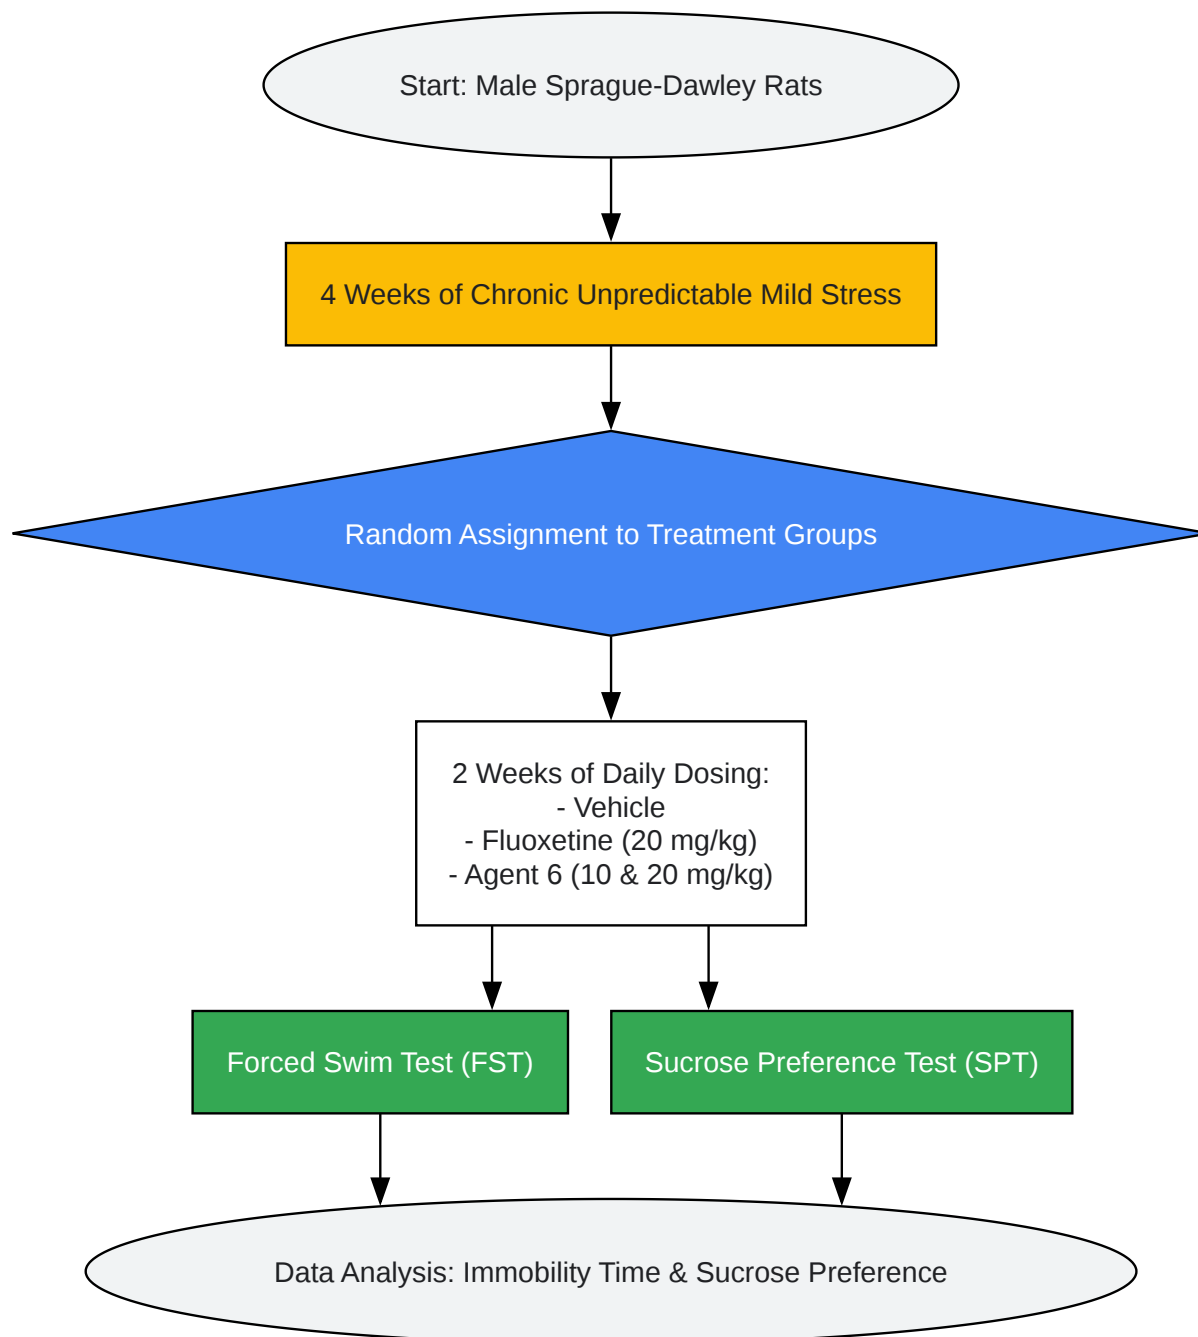 Start: Male Sprague-Dawley Rats
4 Weeks of Chronic Unpredictable Mild Stress
Random Assignment to Treatment Groups
2 Weeks of Daily Dosing:
- Vehicle
- Fluoxetine (20 mg/kg)
- Agent 6 (10 & 20 mg/kg)
Forced Swim Test (FST)
Sucrose Preference Test (SPT)
Data Analysis: Immobility Time & Sucrose Preference